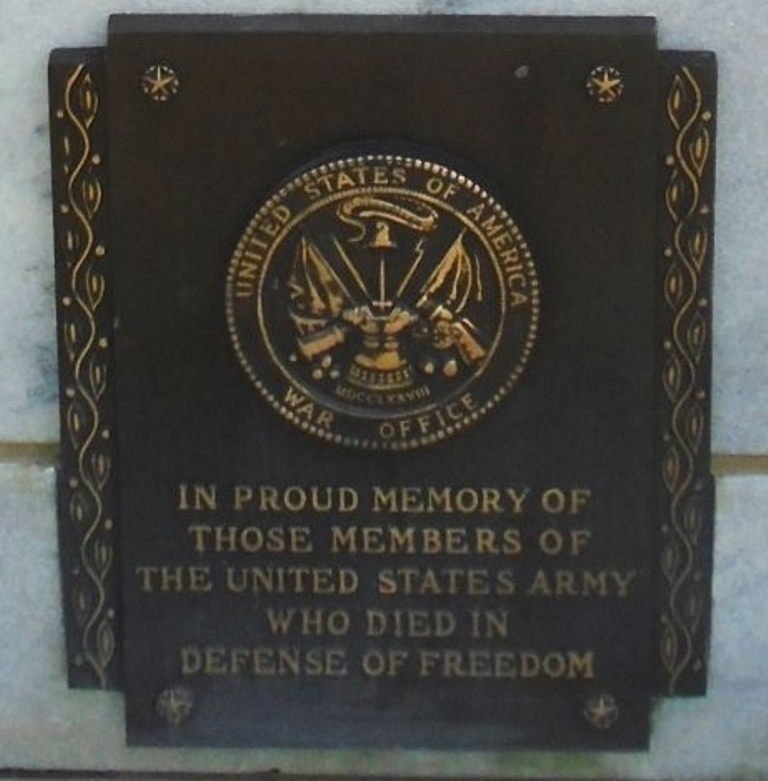 UNITED STATES OF AMERICA
MDCCLXXVIII
WAR OFFICE
IN PROUD MEMORY OF
THOSE MEMBERS OF
THE UNITED STATES ARMY
WHO DIED IN
DEFENSE OF FREEDOM